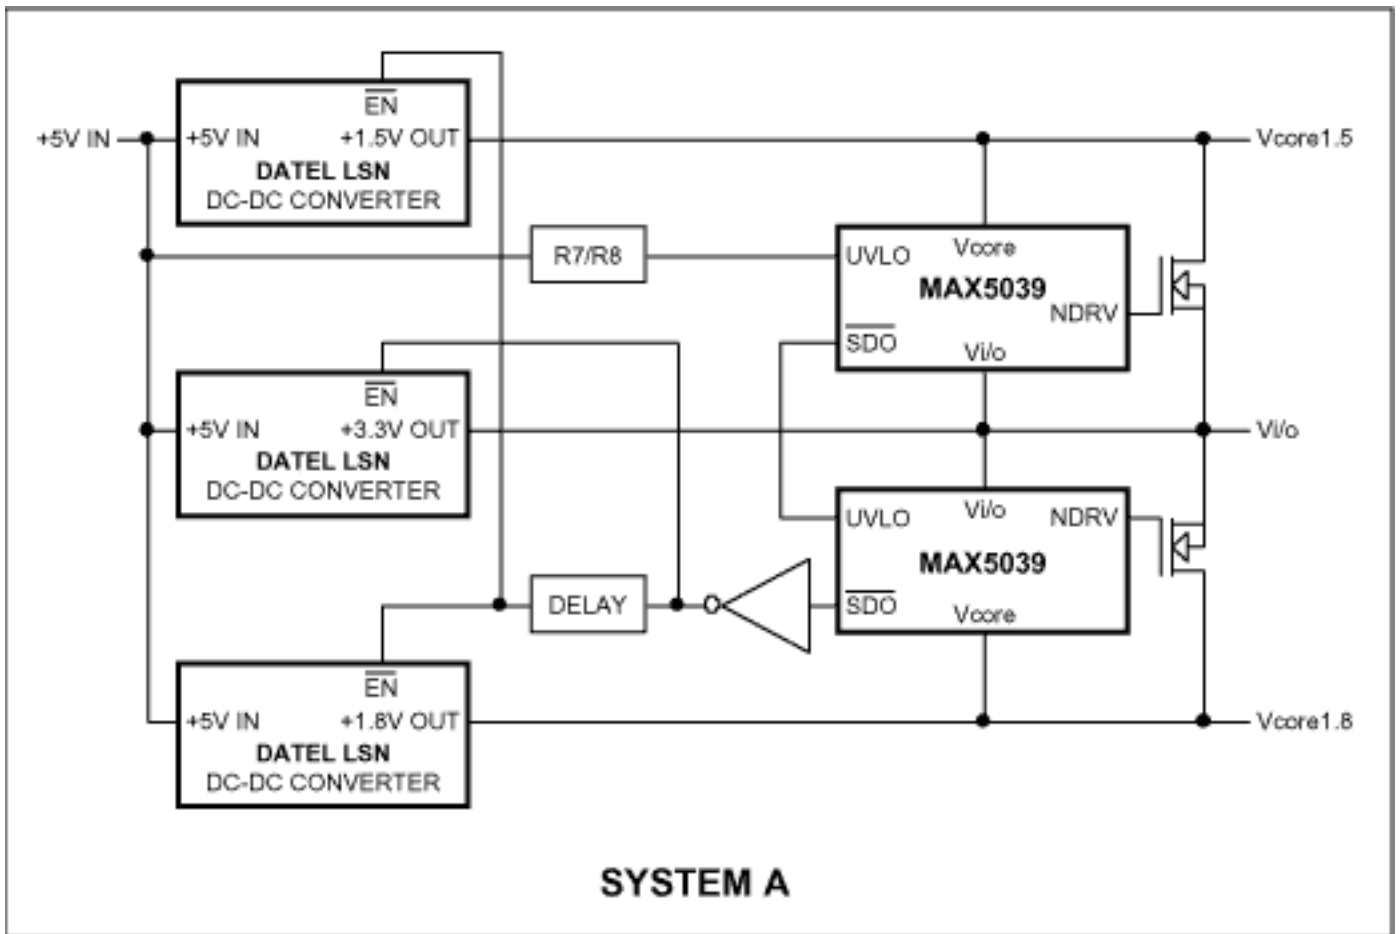 EN
+5V IN
+5V IN +1.5V OUT
DATEL LSN
DC-DC CONVERTER
Vcore1.5
R7/R8
UVLO
Vcore
MAX5039
NDRV
SDO
Vi/o
EN
+5V IN +3.3V OUT
DATEL LSN
DC-DC CONVERTER
Vi/o
UVLO
Vi/o
NDRV
MAX5039
SDO
Vcore
DELAY
EN
+5V IN +1.8V OUT
DATEL LSN
DC-DC CONVERTER
Vcore1.8
SYSTEM A